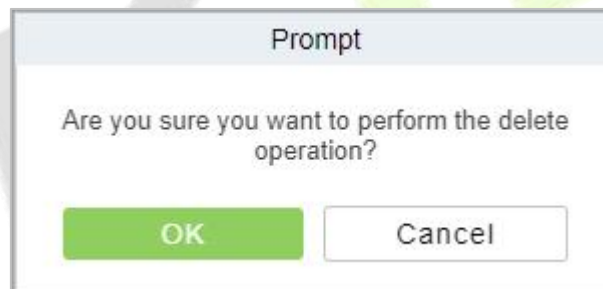 Prompt
Are you sure you want to perform the delete
operation?
OK
Cancel